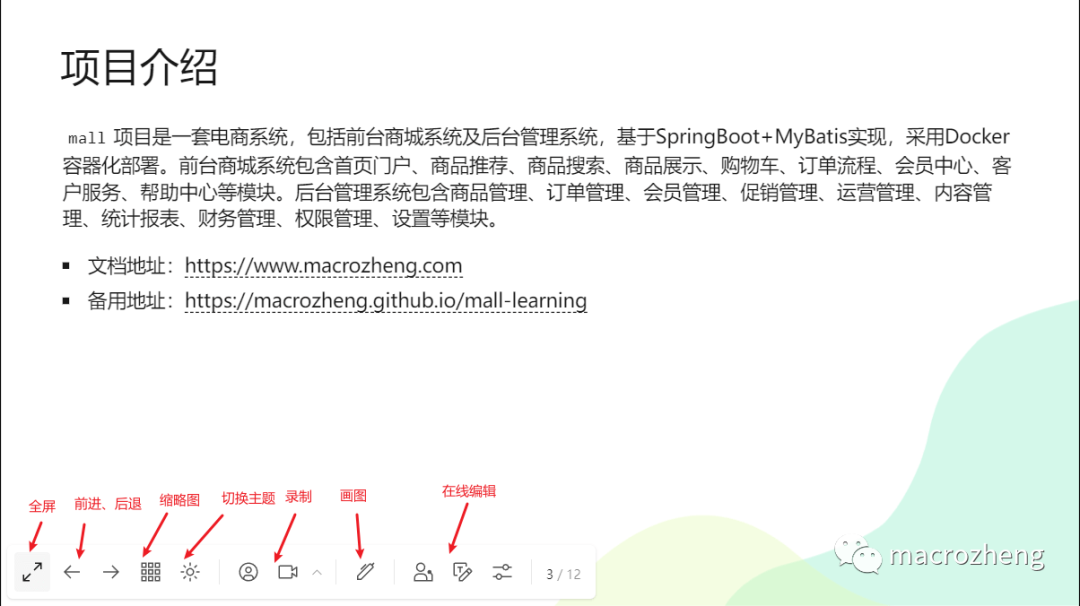 项目介绍
mall 项目是一套电商系统，包括前台商城系统及后台管理系统，基于SpringBoot+MyBatis实现，采用Docker
容器化部署。前台商城系统包含首页门户、商品推荐、商品搜索、商品展示、购物车、订单流程、会员中心、客
户服务、帮助中心等模块。后台管理系统包含商品管理、订单管理、会员管理、促销管理、运营管理、内容管
理、统计报表、财务管理、权限管理、设置等模块。
文档地址：https://www.macrozheng.com
备用地址：https://macrozheng.github.io/mall-learning
全屏
前进、后退
缩略图
切换主题
录制
画图
在线编辑
macrozheng
3 / 12